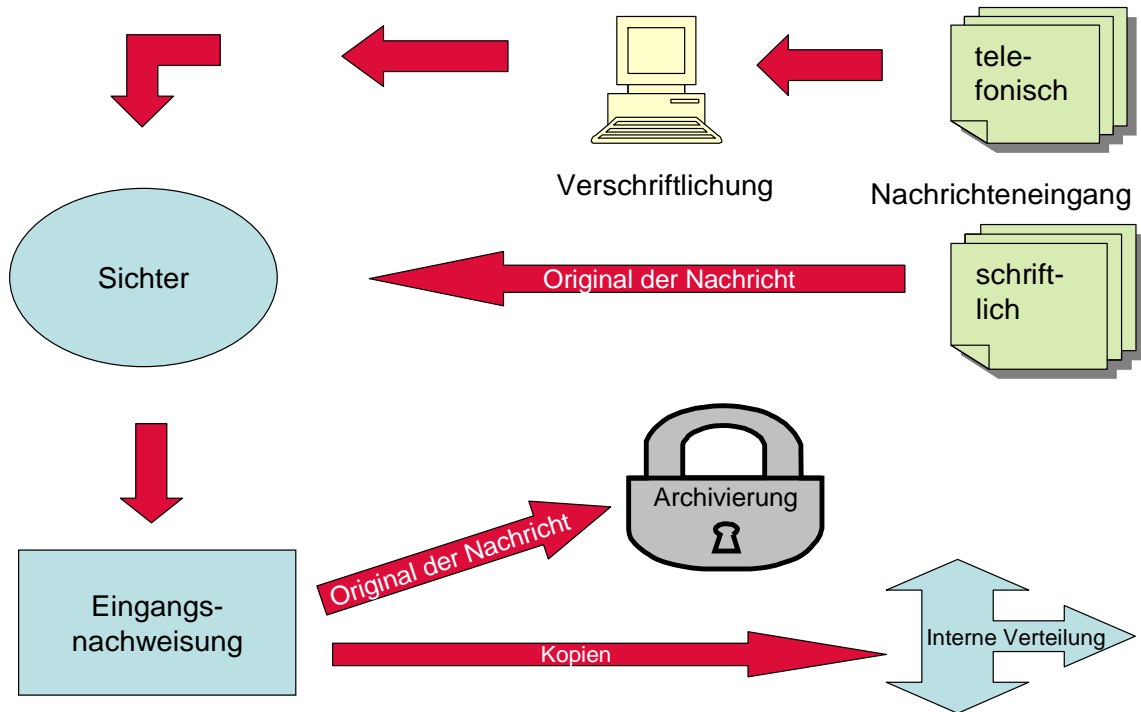 tele-
fonisch
Verschriftlichung
Nachrichteneingang
Sichter
Original der Nachricht
schrift-
lich
Archivierung
Original der Nachricht
Eingangs-
nachweisung
Kopien
Interne Verteilung